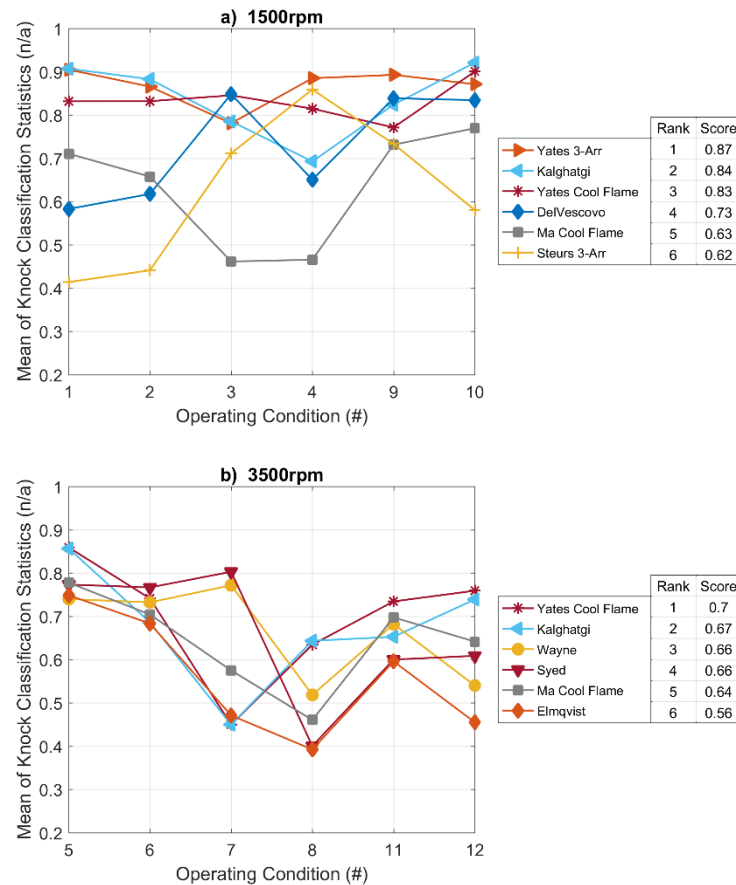 a) 1500rpm
Mean of Knock Classification Statistics (n/a)
1
0.9
0.8
0.7
0.6
0.5
0.4
0.3
0.2
1 2 3 4 9 10
Operating Condition (#)
Rank Score
Yates 3-Arr 1 0.87
Kalghatgi 2 0.84
Yates Cool Flame 3 0.83
DelVescovo 4 0.73
Ma Cool Flame 5 0.63
Steurs 3-Arr 6 0.62
b) 3500rpm
Mean of Knock Classification Statistics (n/a)
1
0.9
0.8
0.7
0.6
0.5
0.4
0.3
0.2
5 6 7 8 11 12
Operating Condition (#)
Rank Score
Yates Cool Flame 1 0.7
Kalghatgi 2 0.67
Wayne 3 0.66
Syed 4 0.66
Ma Cool Flame 5 0.64
Elmqvist 6 0.56